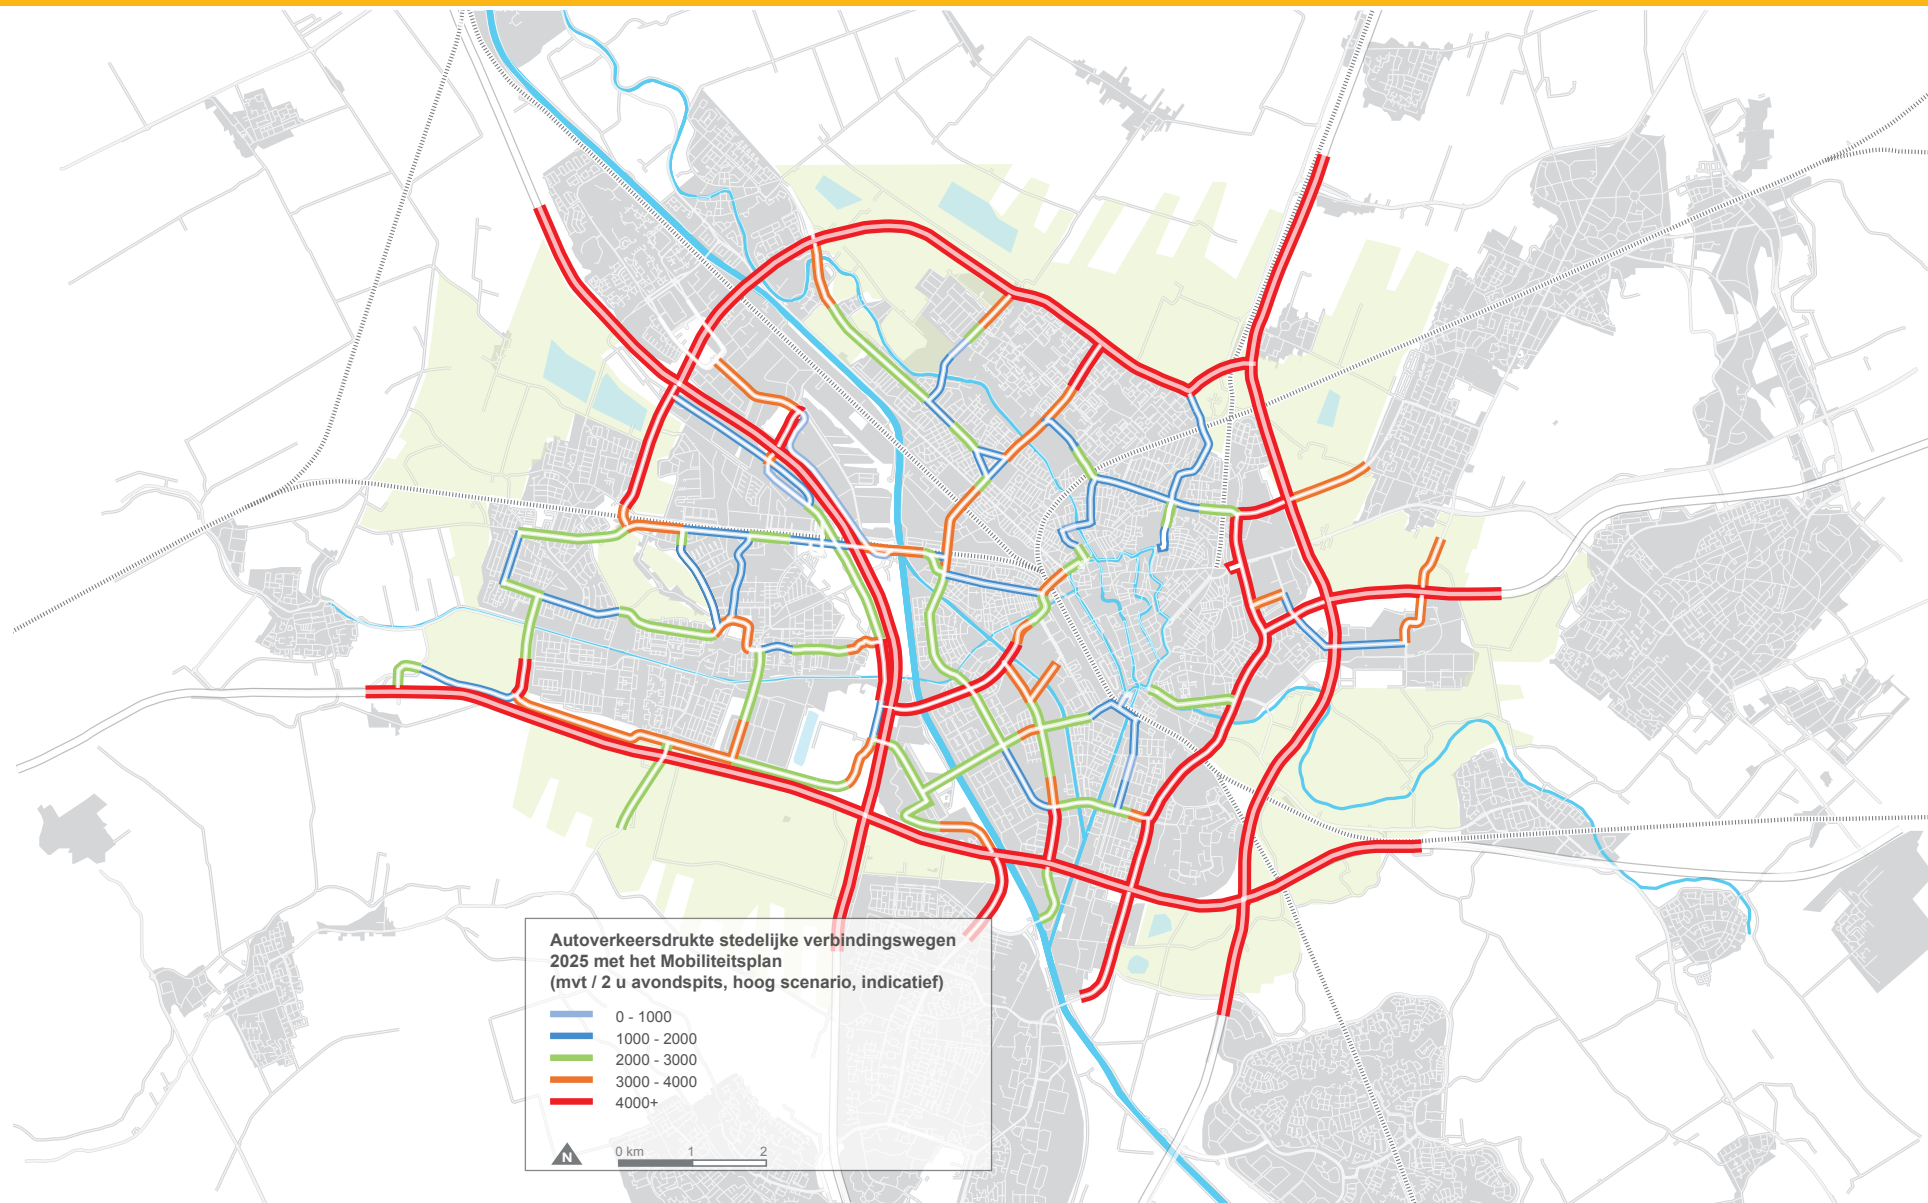 Autoverkeersdrukte stedelijke verbindingswegen
2025 met het Mobiliteitsplan
(mvt / 2 u avondspits, hoog scenario, indicatief)
0 - 1000
1000 - 2000
2000 - 3000
3000 - 4000
4000+
N
0 km 1 2